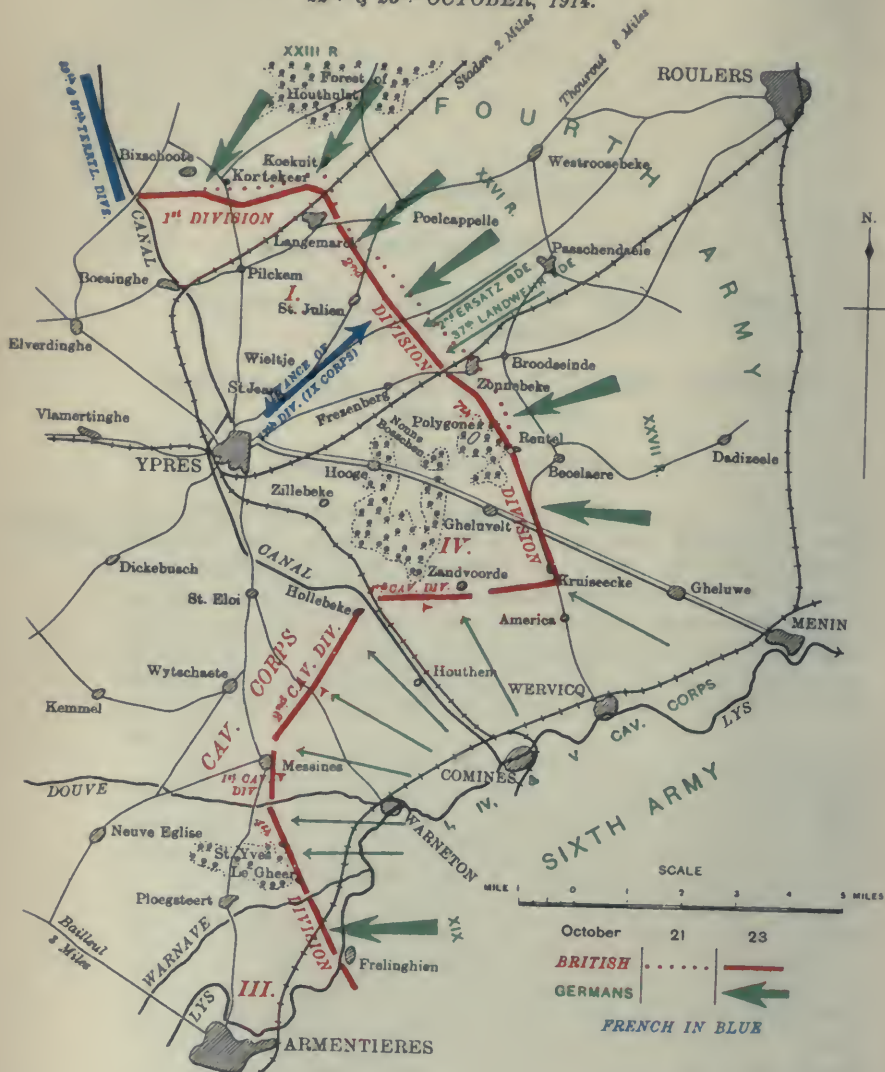 OCTOBER, 1914.
XXIII R
Forest of
Houthulst
Staden 2 Miles
Thourout 8 Miles
ROULERS
FOURTH
ARMY
TERRTL. DIVS.
Bixschoote
Koekuit
Kortekeer
Westroosebeke
XXVI R.
N.
1st DIVISION
Poelcappelle
CANAL
Langemarck
Passchendaele
2nd
DIVISION
Boesinghe
Pilckem
I.
St. Julien
2nd ERSATZ BDE
37th LANDWEHR BDE
Elverdinghe
Wieltje
Broodseinde
St Jean
ADVANCE OF
DIV. (IX CORPS)
Zonnebeke
Frezenberg
Vlamertinghe
Nonne
Bosschen
Polygone
7th
DIVISION
Reutel
XXVII R.
Dadizeele
YPRES
Hooge
Becelaere
Zillebeke
Gheluvelt
IV.
CANAL
Dickebusch
Zandvoorde
Kruiseecke
CAV. DIV.
Gheluwe
St. Eloi
Hollebeke
America
MENIN
CAV. CORPS
2nd CAV. DIV.
Wytschaete
Houthem
WERVICQ
Kemmel
IV. & V CAV. CORPS
LYS
Messines
COMINES
1st CAV
DIV.
DOUVE
SIXTH ARMY
Neuve Eglise
WARNETON
4th
DIVISION
St. Yves
Le Gheer
SCALE
MILE 1 0 1 2 3 4 5 MILES
Ploegsteert
XIX
October 21 23
Bailleul
3 Miles
WARNAVE
BRITISH
Frelinghien
GERMANS
III.
LYS
FRENCH IN BLUE
ARMENTIERES